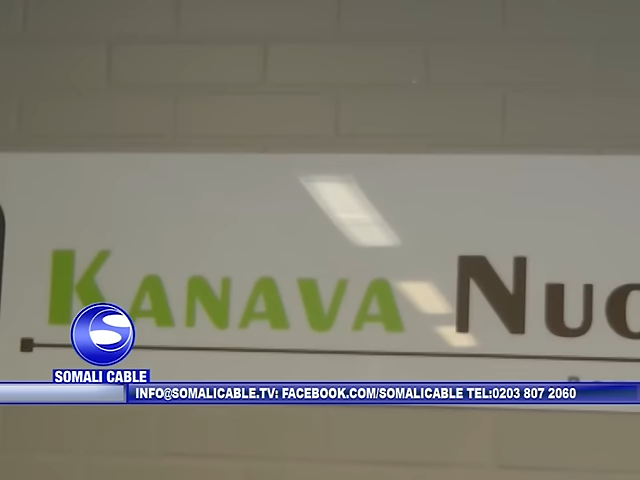 KANAVA
SOMALI CABLE
INFO@SOMALICABLE.TV: FACEBOOK.COM/SOMALICABLE TEL:0203 807 2060